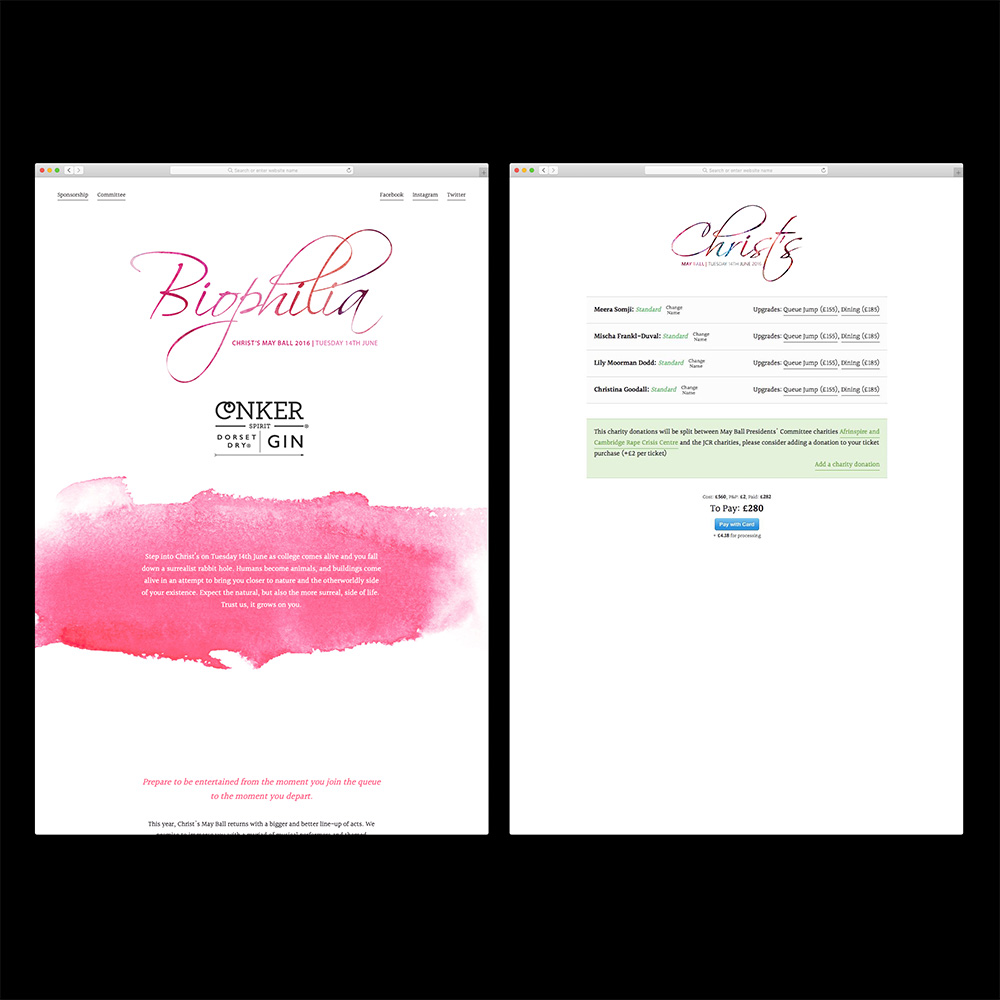 Search or enter website name
Sponsorship Committee Facebook Instagram Twitter
Biophilia
CHRIST'S MAY BALL 2016 | TUESDAY 14TH JUNE
CONKER
SPIRIT
DORSET DRY GIN
Step into Christ's on Tuesday 14th June as college comes alive and you fall
down a surrealist rabbit hole. Humans become animals, and buildings come
alive in an attempt to bring you closer to nature and the otherworldly side
of your existence. Expect the natural, but also the more surreal, side of life.
Trust us, it grows on you.
Prepare to be entertained from the moment you join the queue
to the moment you depart.
This year, Christ's May Ball returns with a bigger and better line-up of acts. We
Search or enter website name
Christ's
MAY BALL | TUESDAY 14TH JUNE 2016
Meera Somji: Standard Change Name Upgrades: Queue Jump (£155), Dining (£185)
Mischa Frankl-Duval: Standard Change Name Upgrades: Queue Jump (£155), Dining (£185)
Lily Moorman Dodd: Standard Change Name Upgrades: Queue Jump (£155), Dining (£185)
Christina Goodall: Standard Change Name Upgrades: Queue Jump (£155), Dining (£185)
This charity donations will be split between May Ball Presidents' Committee charities Afrinspire and
Cambridge Rape Crisis Centre and the JCR charities, please consider adding a donation to your ticket
purchase (+£2 per ticket)
Add a charity donation
Cost: £560, P&P: £2, Paid: £282
To Pay: £280
Pay with Card
+ £4.28 for processing